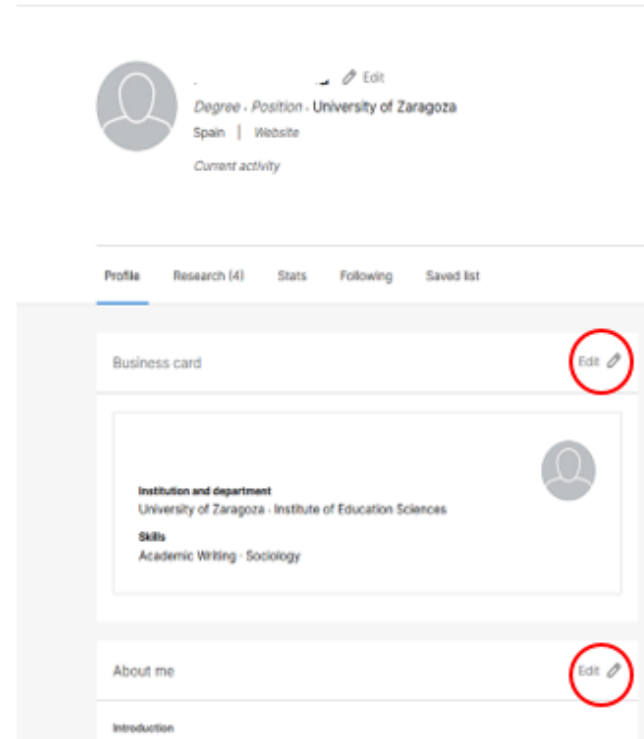 Edit
Degree · Position · University of Zaragoza
Spain | Website
Current activity
Profile Research (4) Stats Following Saved list
Business card Edit
Institution and department
University of Zaragoza · Institute of Education Sciences
Skills
Academic Writing · Sociology
About me Edit
Introduction